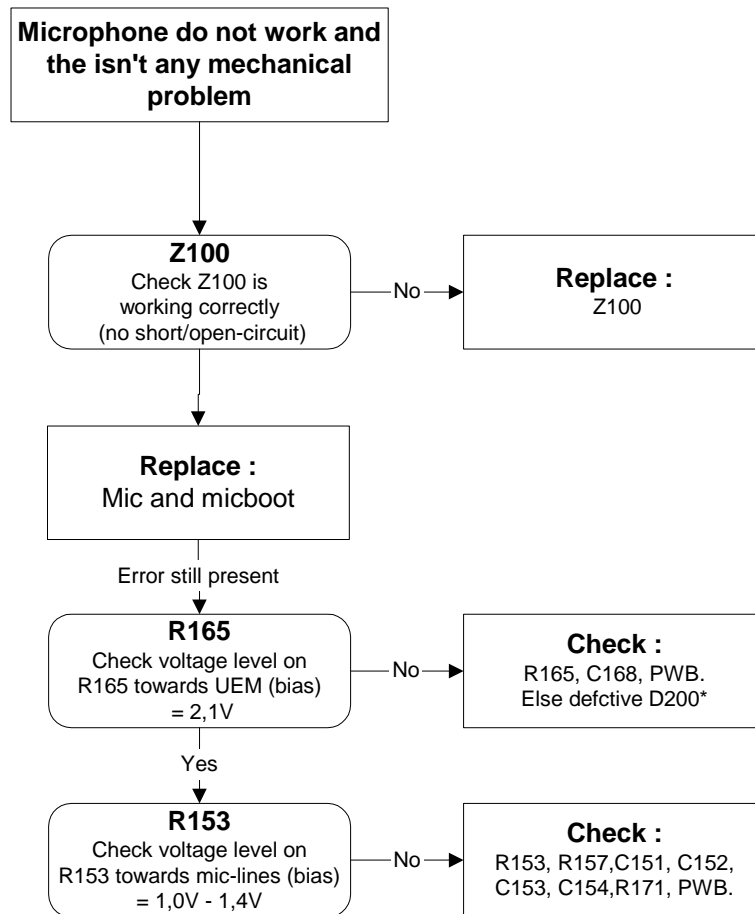 Microphone do not work and
the isn't any mechanical
problem
Z100
Check Z100 is
working correctly
(no short/open-circuit)
No
Replace :
Z100
Replace :
Mic and micboot
Error still present
R165
Check voltage level on
R165 towards UEM (bias)
= 2,1V
No
Check :
R165, C168, PWB.
Else defctive D200*
Yes
R153
Check voltage level on
R153 towards mic-lines (bias)
= 1,0V - 1,4V
No
Check :
R153, R157,C151, C152,
C153, C154,R171, PWB.